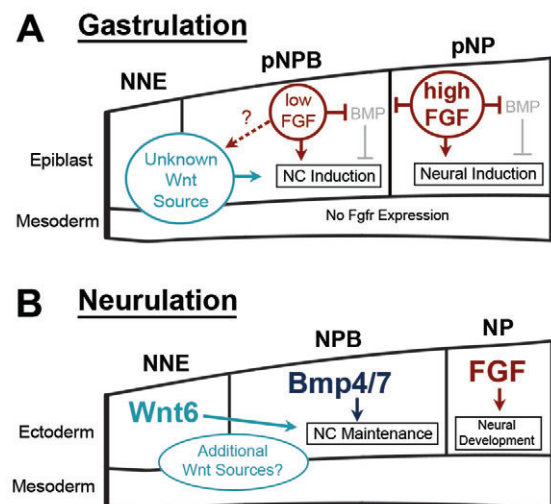 A Gastrulation
NNE
pNPB
pNP
low
FGF
?
BMP
high
FGF
BMP
Epiblast
Unknown
Wnt
Source
NC Induction
Neural Induction
Mesoderm
No Fgfr Expression
B Neurulation
NNE
NPB
NP
Wnt6
Bmp4/7
FGF
Ectoderm
NC Maintenance
Neural
Development
Additional
Wnt Sources?
Mesoderm